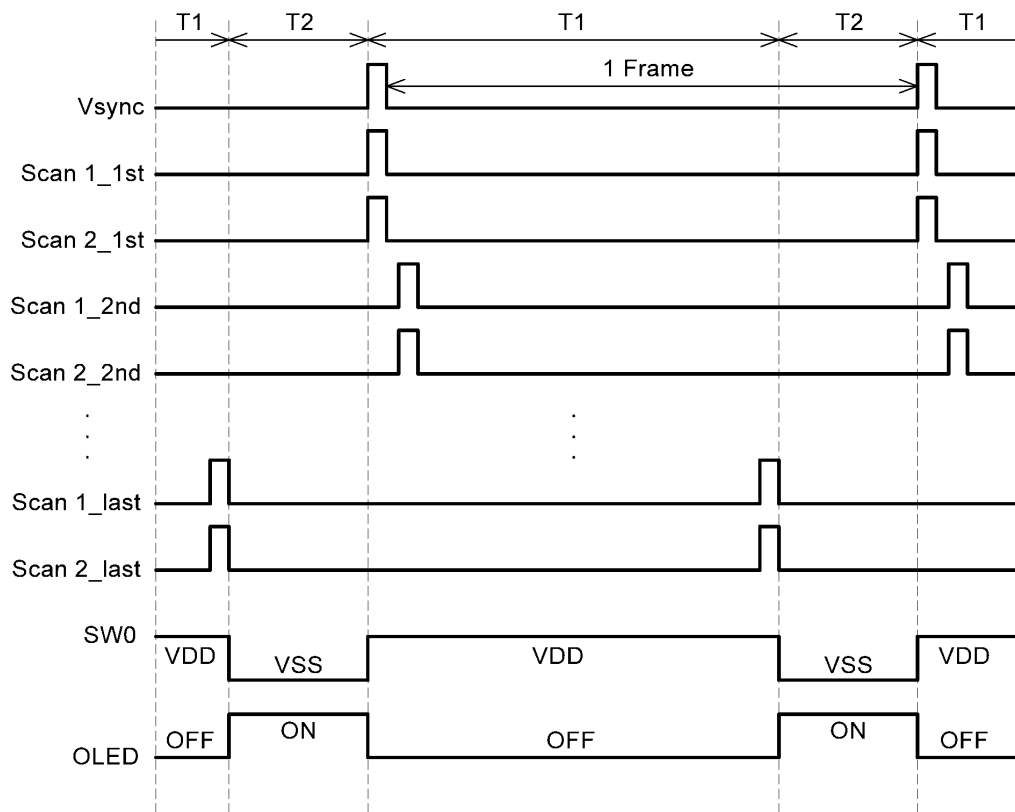 T1 T2 T1 T2 T1
1 Frame
Vsync
Scan 1_1st
Scan 2_1st
Scan 1_2nd
Scan 2_2nd
Scan 1_last
Scan 2_last
SW0
VDD VSS VDD VSS VDD
OFF ON OFF ON OFF
OLED